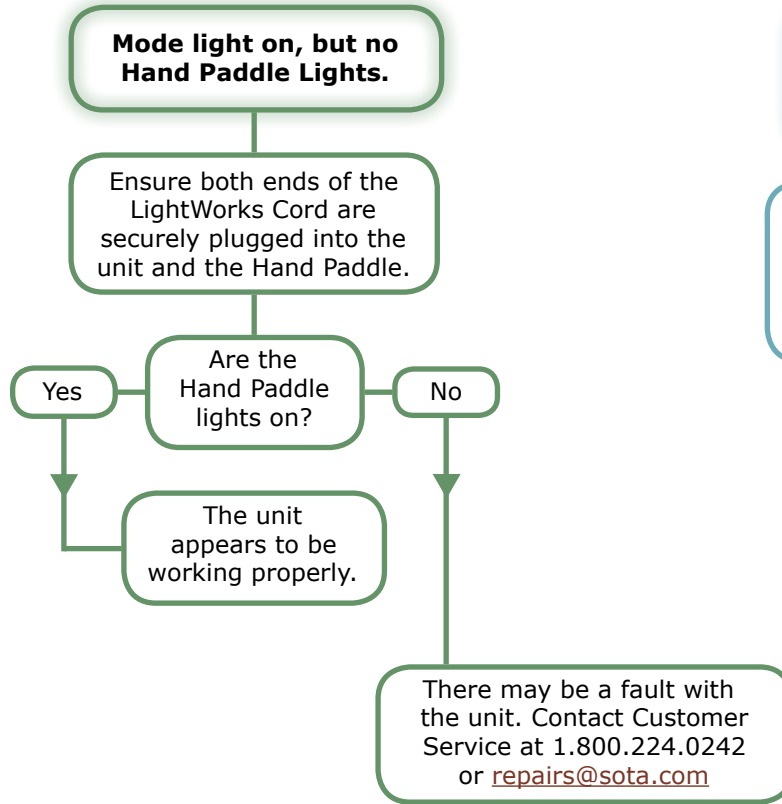 Mode light on, but no
Hand Paddle Lights.
Ensure both ends of the
LightWorks Cord are
securely plugged into the
unit and the Hand Paddle.
Are the
Hand Paddle
lights on?
Yes
No
The unit
appears to be
working properly.
There may be a fault with
the unit. Contact Customer
Service at 1.800.224.0242
or repairs@sota.com